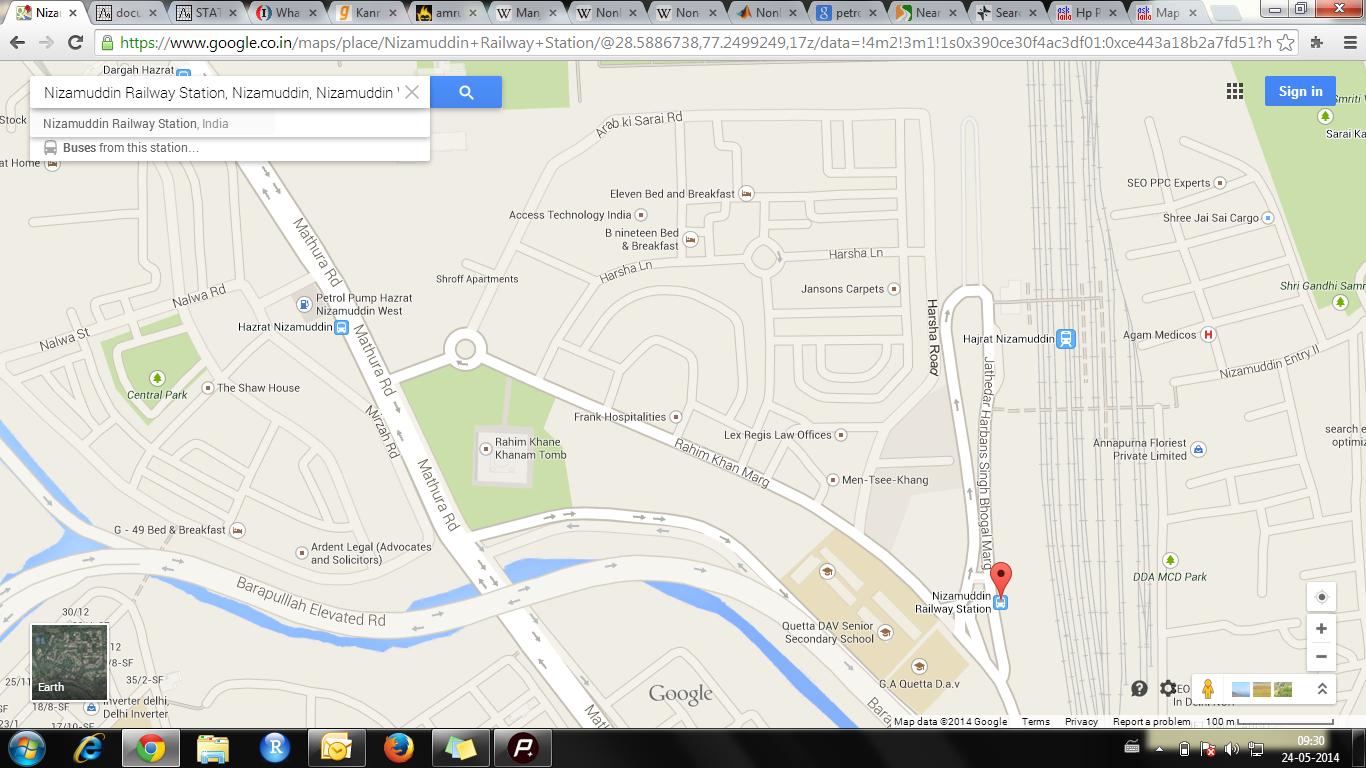 Nizam
docu
STAT
Wha
Kann
amru
Manj
Nonl
Non-
Nonl
petro
Near
Sear
Hp P
Map
https://www.google.co.in/maps/place/Nizamuddin+Railway+Station/@28.5886738,77.2499249,17z/data=!4m2!3m1!1s0x390ce30f4ac3df01:0xce443a18b2a7fd51?h
Dargah Hazrat
Nizamuddin Railway Station, Nizamuddin, Nizamuddin
Sign in
Nizamuddin Railway Station, India
Buses from this station...
Stock
at Home
Smriti V
Sarai Ka
Arab ki Sarai Rd
SEO PPC Experts
Eleven Bed and Breakfast
Access Technology India
Shree Jai Sai Cargo
B nineteen Bed
& Breakfast
Mathura Rd
Harsha Ln
Harsha Ln
Shroff Apartments
Jansons Carpets
Shri Gandhi Samr
Nalwa Rd
Petrol Pump Hazrat
Nizamuddin West
Hazrat Nizamuddin
Nalwa St
Mathura Rd
Harsha Road
Hajrat Nizamuddin
Agam Medicos
Nizamuddin Entry II
Central Park
The Shaw House
Jathedar Harbans Singh Bhogal Marg
Mirzah Rd
Frank Hospitalities
Lex Regis Law Offices
Rahim Khane
Khanam Tomb
Rahim Khan Marg
Annapurna Floriest
Private Limited
search e
optimiz
Mathura Rd
Men-Tsee-Khang
G - 49 Bed & Breakfast
Ardent Legal (Advocates
and Solicitors)
DDA MCD Park
Barapullah Elevated Rd
Nizamuddin
Railway Station
30/12
Quetta DAV Senior
Secondary School
8/8-SF
25/11
35/2-SF
Earth
G.A Quetta D.a.v
18/8-SF
Inverter delhi,
Delhi Inverter
23/1
17/10-SF
Google
Math
Bara
SEO
In Delhi
Map data ©2014 Google
Terms
Privacy
Report a problem
100 m
09:30
24-05-2014